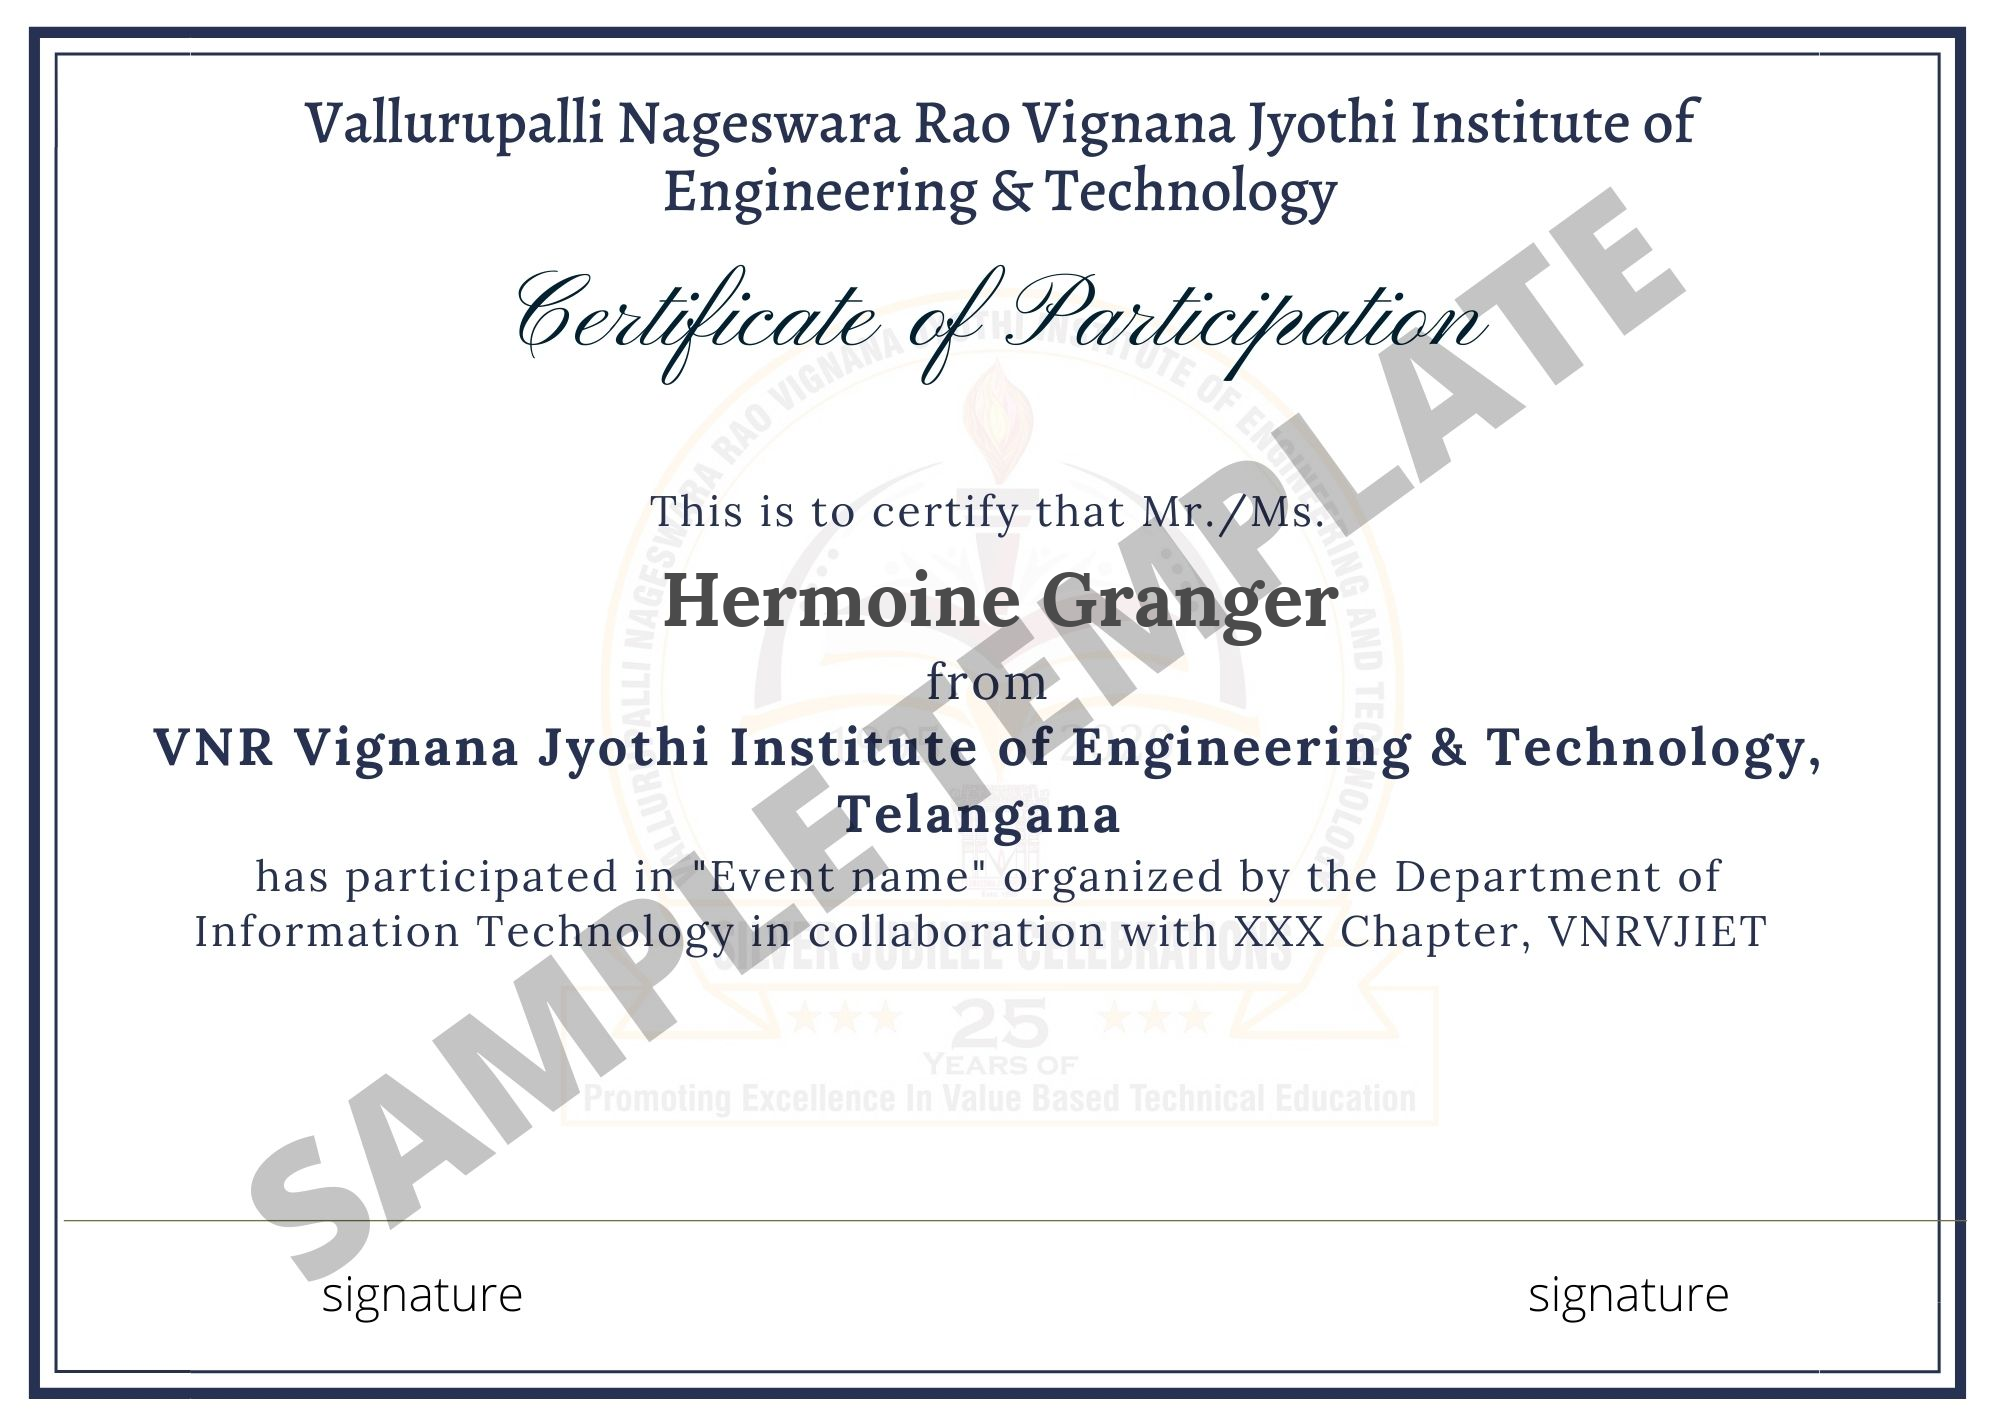 Vallurupalli Nageswara Rao Vignana Jyothi Institute of
Engineering & Technology
Certificate of Participation
This is to certify that Mr./Ms.
Hermoine Granger
from
VNR Vignana Jyothi Institute of Engineering & Technology,
Telangana
has participated in "Event name" organized by the Department of
Information Technology in collaboration with XXX Chapter, VNRVJIET
SAMPLE TEMPLATE
VALLURUPALLI NAGESWARA RAO VIGNANA JYOTHI INSTITUTE OF ENGINEERING AND TECHNOLOGY
SILVER JUBILEE CELEBRATIONS
25
YEARS OF
Promoting Excellence In Value Based Technical Education
signature signature